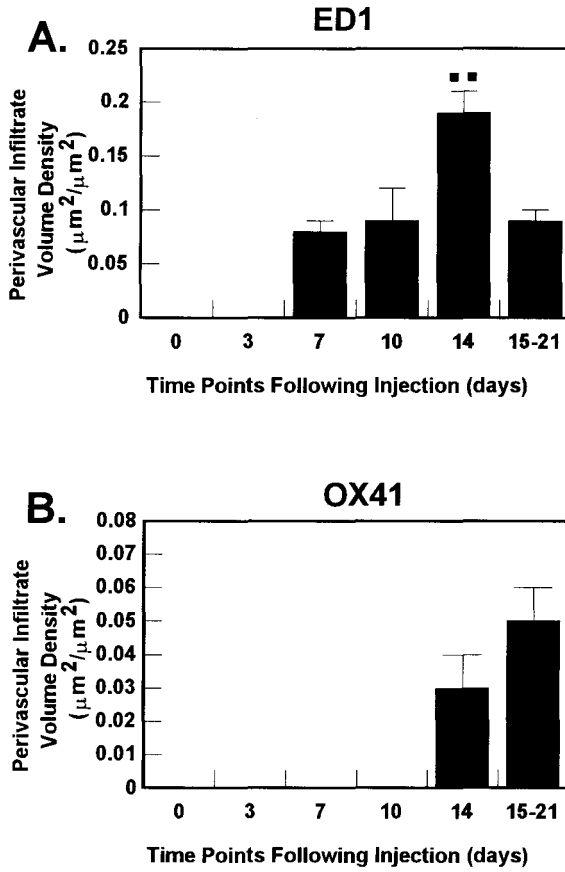 A.
ED1
Perivascular Infiltrate
Volume Density
(μm²/μm²)
0.25
0.2
0.15
0.1
0.05
0
0 3 7 10 14 15-21
Time Points Following Injection (days)
B.
OX41
Perivascular Infiltrate
Volume Density
(μm²/μm²)
0.08
0.07
0.06
0.05
0.04
0.03
0.02
0.01
0
0 3 7 10 14 15-21
Time Points Following Injection (days)